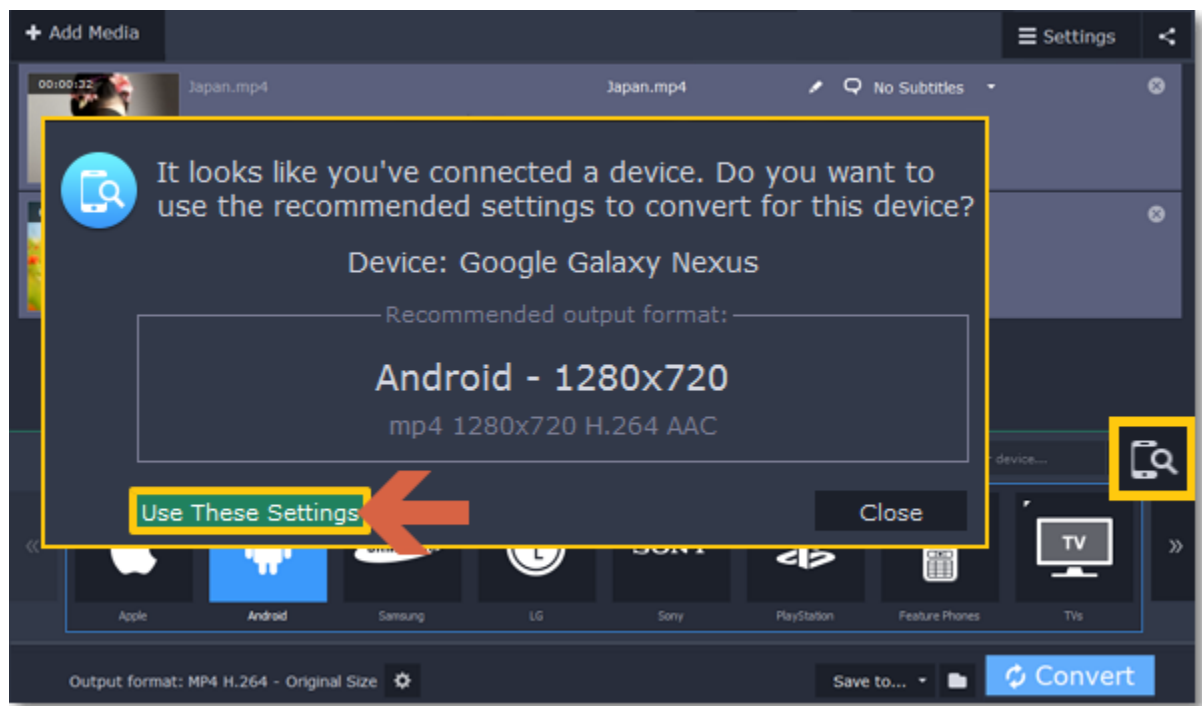 Add Media
Settings
00:00:32
Japan.mp4
Japan.mp4
No Subtitles
It looks like you've connected a device. Do you want to
use the recommended settings to convert for this device?
Device: Google Galaxy Nexus
Recommended output format:
Android - 1280x720
mp4 1280x720 H.264 AAC
device...
Use These Settings
Close
TV
Apple
Android
Samsung
LG
Sony
PlayStation
Feature Phones
TVs
Output format: MP4 H.264 - Original Size
Save to...
Convert